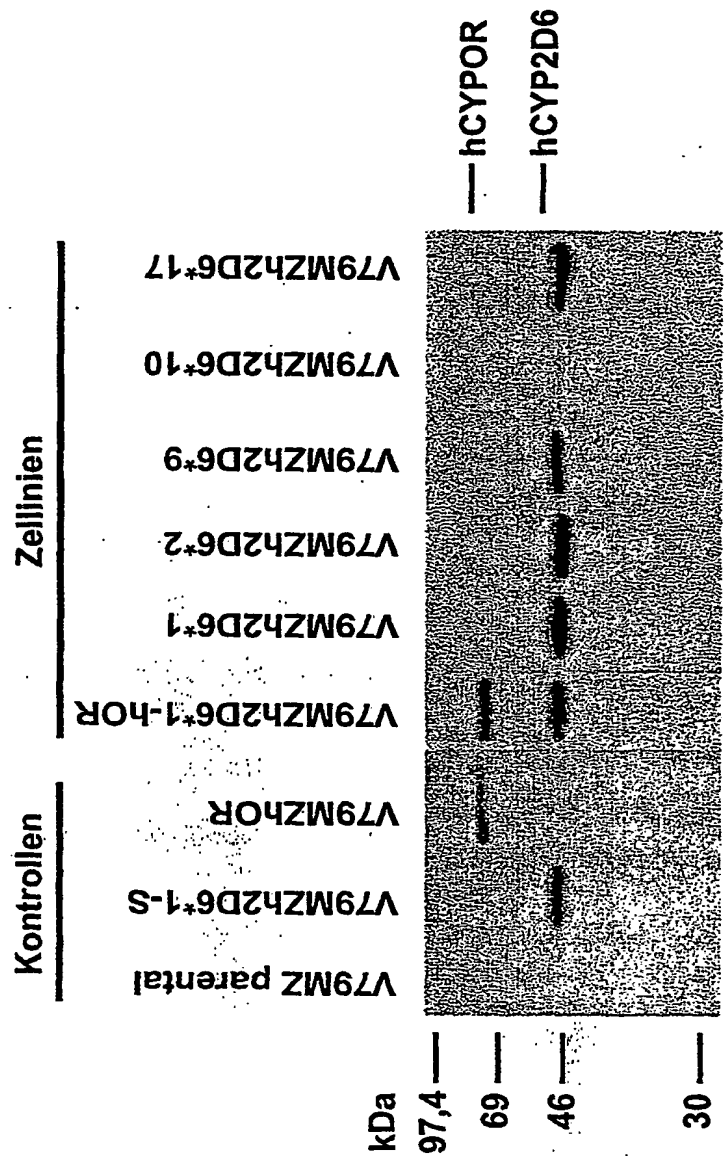 Kontrollen
Zellinien
V79MZ parental
V79MZh2D6*1-S
V79MZhOR
V79MZh2D6*1-hOR
V79MZh2D6*1
V79MZh2D6*2
V79MZh2D6*9
V79MZh2D6*10
V79MZh2D6*17
kDa
97,4
69
46
30
hCYPOR
hCYP2D6